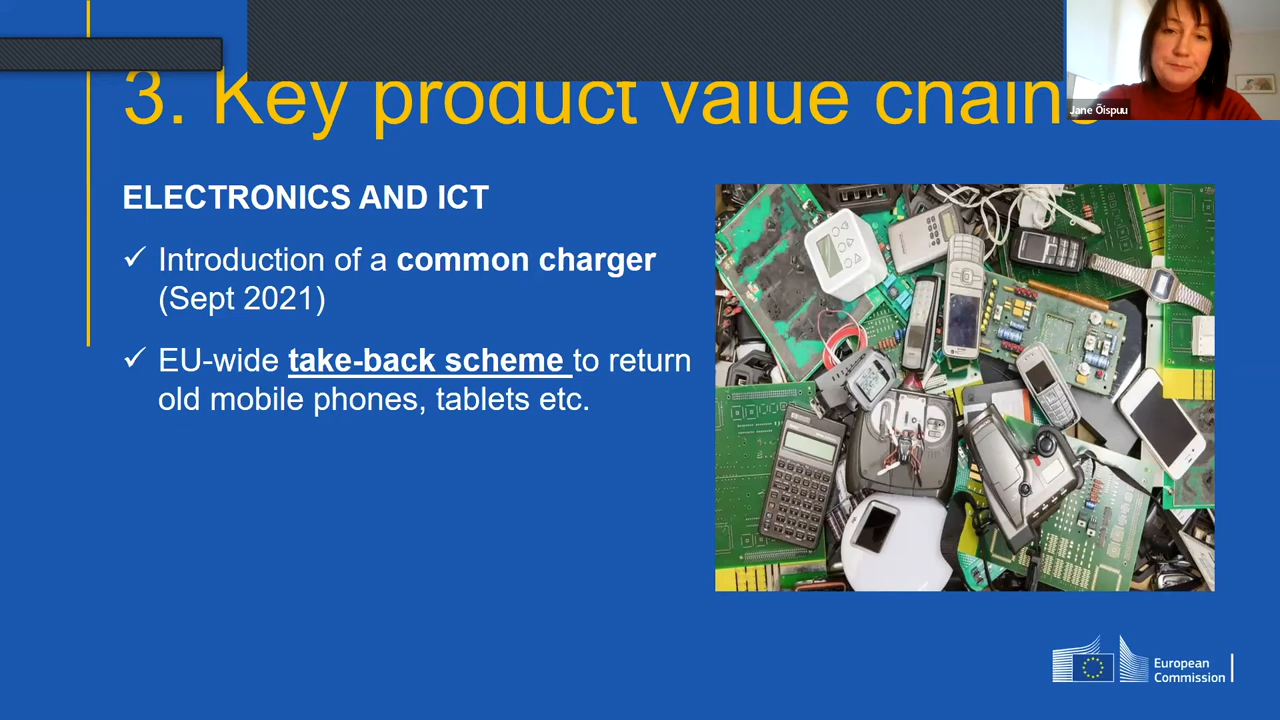 3. Key product value chains
Jane Õispuu
ELECTRONICS AND ICT
✓ Introduction of a common charger
(Sept 2021)
✓ EU-wide take-back scheme to return
old mobile phones, tablets etc.
European
Commission